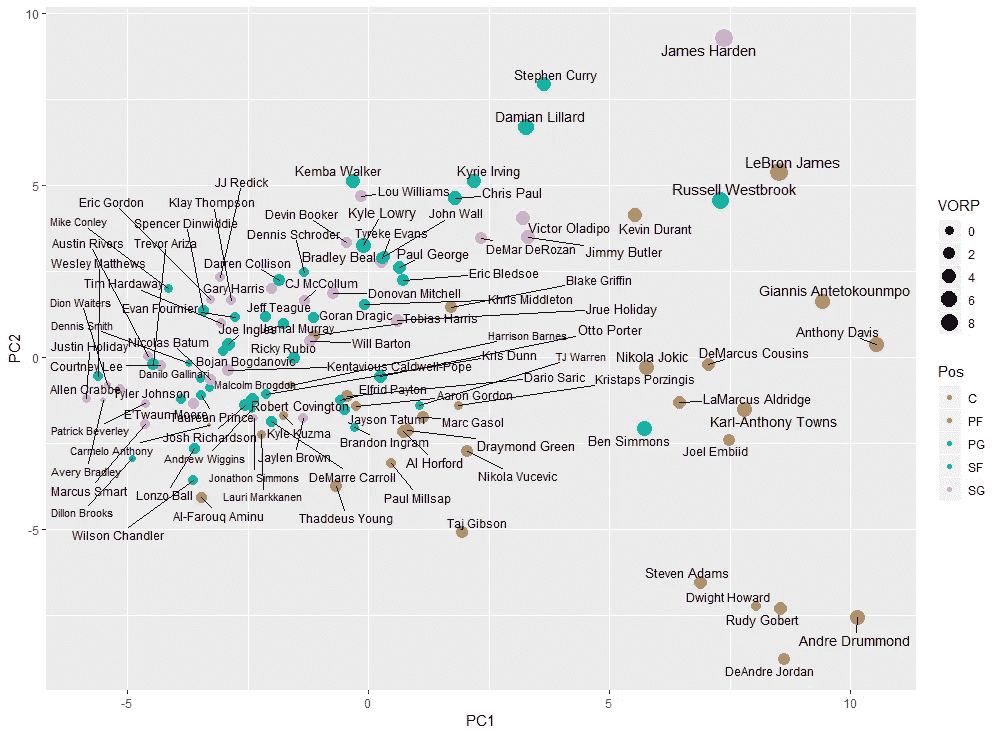 10
James Harden
Stephen Curry
Damian Lillard
LeBron James
Kemba Walker
Kyrie Irving
JJ Redick
5
Russell Westbrook
Lou Williams
Chris Paul
Eric Gordon
Klay Thompson
Devin Booker
Kyle Lowry
John Wall
VORP
Mike Conley
Spencer Dinwiddie
Victor Oladipo
Kevin Durant
0
Dennis Schroder
Tyreke Evans
Austin Rivers
Trevor Ariza
DeMar DeRozan
Jimmy Butler
2
Bradley Beal
Paul George
Wesley Matthews
Darren Collison
Eric Bledsoe
4
Tim Hardaway
Gary Harris
CJ McCollum
Blake Griffin
Donovan Mitchell
Giannis Antetokounmpo
6
Dion Waiters
Evan Fournier
Jeff Teague
Khris Middleton
Jrue Holiday
8
Goran Dragic
Tobias Harris
Dennis Smith
Joe Ingles
Jamal Murray
Otto Porter
Anthony Davis
Harrison Barnes
Justin Holiday
Nicolas Batum
Ricky Rubio
Will Barton
PC2
0
Bojan Bogdanovic
Kris Dunn
TJ Warren
Nikola Jokic
DeMarcus Cousins
Courtney Lee
Danilo Gallinari
Kentavious Caldwell-Pope
Pos
Dario Saric
Kristaps Porzingis
Allen Crabbe
Tyler Johnson
Malcolm Brogdon
Elfrid Payton
Aaron Gordon
C
LaMarcus Aldridge
ETwaun Moore
Robert Covington
Taurean Prince
Jayson Tatum
Marc Gasol
Karl-Anthony Towns
PF
Patrick Beverley
Josh Richardson
Kyle Kuzma
Brandon Ingram
Draymond Green
Ben Simmons
PG
Carmelo Anthony
Andrew Wiggins
Jaylen Brown
Al Horford
Joel Embiid
SF
Avery Bradley
Jonathon Simmons
DeMarre Carroll
Nikola Vucevic
SG
Marcus Smart
Lonzo Ball
Lauri Markkanen
Paul Millsap
Dillon Brooks
Al-Farouq Aminu
Thaddeus Young
Taj Gibson
-5
Wilson Chandler
Steven Adams
Dwight Howard
Rudy Gobert
Andre Drummond
DeAndre Jordan
-5
0
5
10
PC1